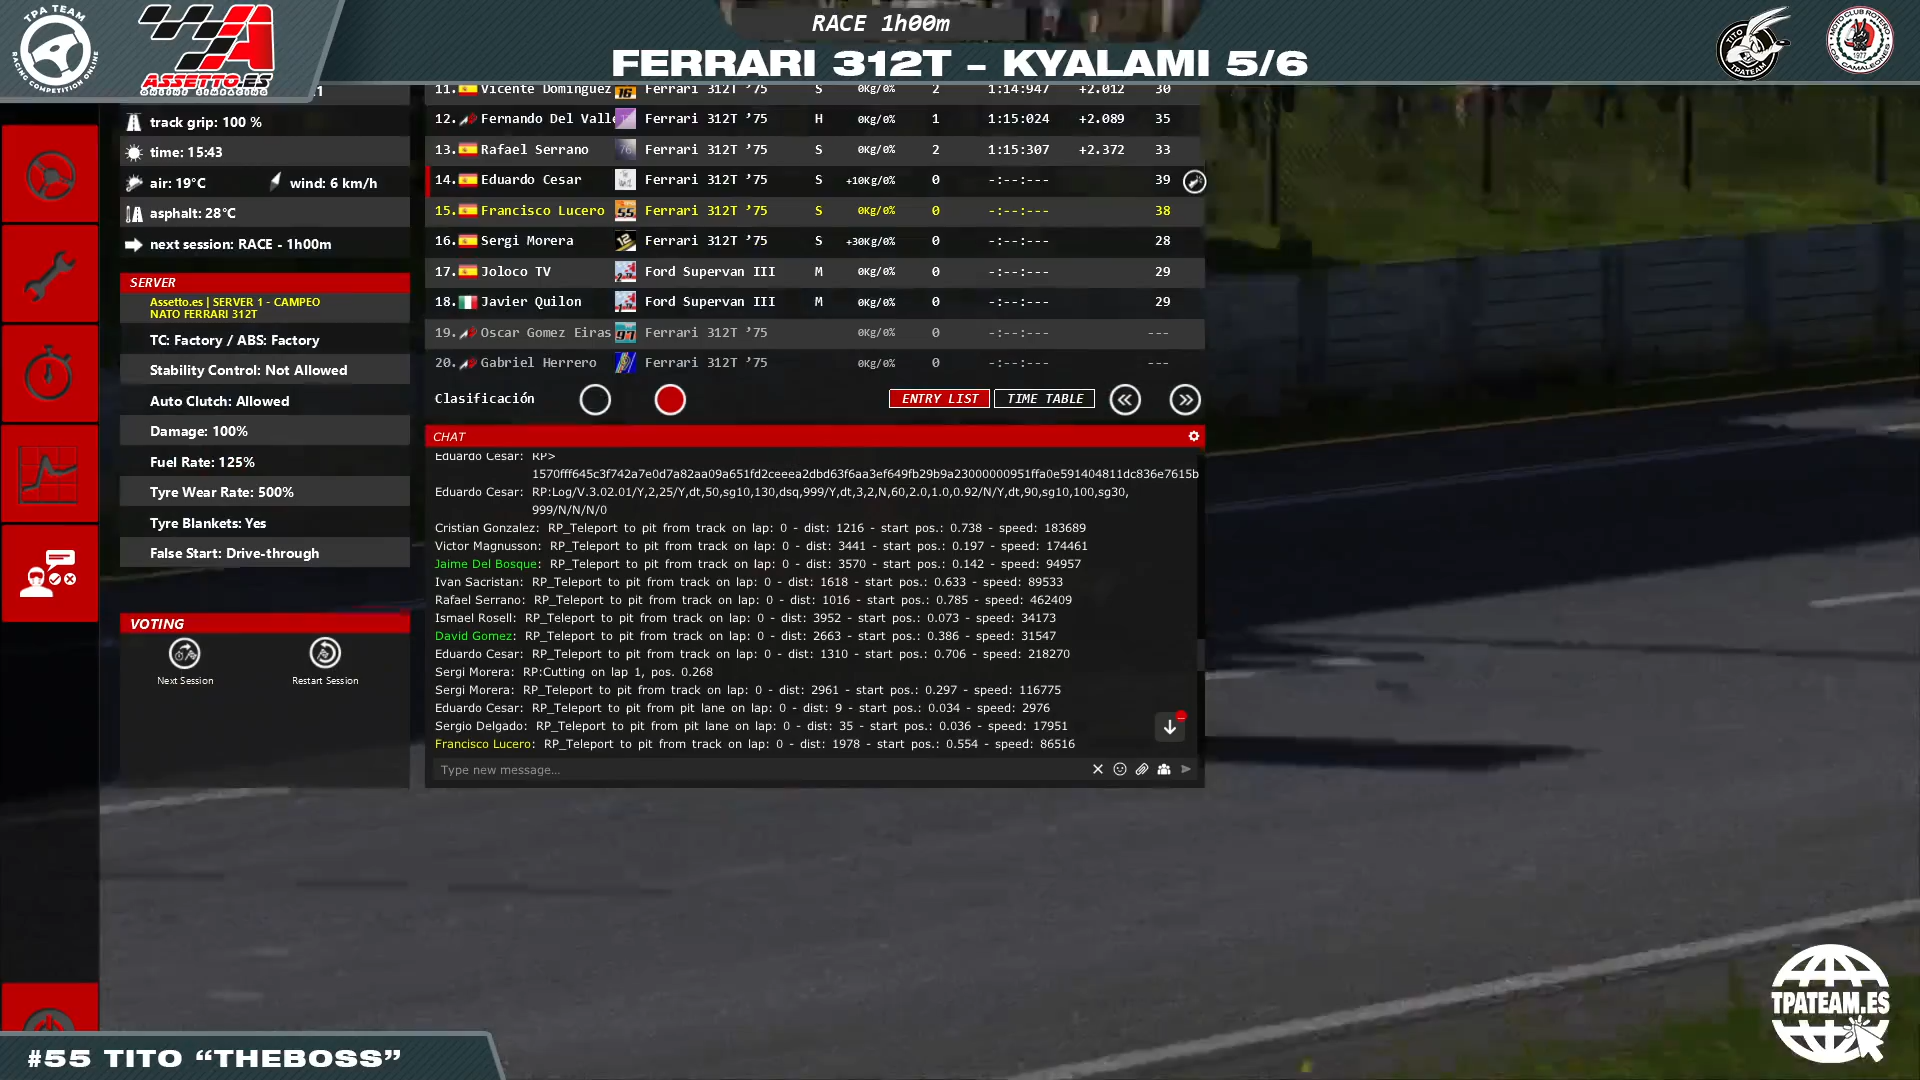 TPA TEAM
RACING COMPETITION ONLINE
ASSETTO.ES
ONLINE SIMRACING
RACE 1h00m
FERRARI 312T - KYALAMI 5/6
TITO
TPATEAM
MOTO CLUB ROTEÑO
LOS CAMALEONES
1
track grip: 100 %
time: 15:43
air: 19°C wind: 6 km/h
asphalt: 28°C
next session: RACE - 1h00m
SERVER
Assetto.es | SERVER 1 - CAMPEO
NATO FERRARI 312T
TC: Factory / ABS: Factory
Stability Control: Not Allowed
Auto Clutch: Allowed
Damage: 100%
Fuel Rate: 125%
Tyre Wear Rate: 500%
Tyre Blankets: Yes
False Start: Drive-through
VOTING
Next Session Restart Session
11. Vicente Dominguez 16 Ferrari 312T '75 S 0Kg/0% 2 1:14:947 +2.012 30
12. Fernando Del Valle Ferrari 312T '75 H 0Kg/0% 1 1:15:024 +2.089 35
13. Rafael Serrano 76 Ferrari 312T '75 S 0Kg/0% 2 1:15:307 +2.372 33
14. Eduardo Cesar Ferrari 312T '75 S +10Kg/0% 0 -:--:--- 39
15. Francisco Lucero 55 Ferrari 312T '75 S 0Kg/0% 0 -:--:--- 38
16. Sergi Morera 12 Ferrari 312T '75 S +30Kg/0% 0 -:--:--- 28
17. Joloco TV Ford Supervan III M 0Kg/0% 0 -:--:--- 29
18. Javier Quilon Ford Supervan III M 0Kg/0% 0 -:--:--- 29
19. Oscar Gomez Eiras 97 Ferrari 312T '75 0Kg/0% 0 -:--:--- ---
20. Gabriel Herrero Ferrari 312T '75 0Kg/0% 0 -:--:--- ---
Clasificación ENTRY LIST TIME TABLE
CHAT
Eduardo Cesar: RP>
1570fff645c3f742a7e0d7a82aa09a651fd2ceeea2dbd63f6aa3ef649fb29b9a23000000951ffa0e591404811dc836e7615b
Eduardo Cesar: RP:Log/V.3.02.01/Y,2,25/Y,dt,50,sg10,130,dsq,999/Y,dt,3,2,N,60,2.0,1.0,0.92/N/Y,dt,90,sg10,100,sg30,
999/N/N/N/0
Cristian Gonzalez: RP_Teleport to pit from track on lap: 0 - dist: 1216 - start pos.: 0.738 - speed: 183689
Victor Magnusson: RP_Teleport to pit from track on lap: 0 - dist: 3441 - start pos.: 0.197 - speed: 174461
Jaime Del Bosque: RP_Teleport to pit from track on lap: 0 - dist: 3570 - start pos.: 0.142 - speed: 94957
Ivan Sacristan: RP_Teleport to pit from track on lap: 0 - dist: 1618 - start pos.: 0.633 - speed: 89533
Rafael Serrano: RP_Teleport to pit from track on lap: 0 - dist: 1016 - start pos.: 0.785 - speed: 462409
Ismael Rosell: RP_Teleport to pit from track on lap: 0 - dist: 3952 - start pos.: 0.073 - speed: 34173
David Gomez: RP_Teleport to pit from track on lap: 0 - dist: 2663 - start pos.: 0.386 - speed: 31547
Eduardo Cesar: RP_Teleport to pit from track on lap: 0 - dist: 1310 - start pos.: 0.706 - speed: 218270
Sergi Morera: RP:Cutting on lap 1, pos. 0.268
Sergi Morera: RP_Teleport to pit from track on lap: 0 - dist: 2961 - start pos.: 0.297 - speed: 116775
Eduardo Cesar: RP_Teleport to pit from pit lane on lap: 0 - dist: 9 - start pos.: 0.034 - speed: 2976
Sergio Delgado: RP_Teleport to pit from pit lane on lap: 0 - dist: 35 - start pos.: 0.036 - speed: 17951
Francisco Lucero: RP_Teleport to pit from track on lap: 0 - dist: 1978 - start pos.: 0.554 - speed: 86516
Type new message...
#55 TITO “THEBOSS”
TPATEAM.ES